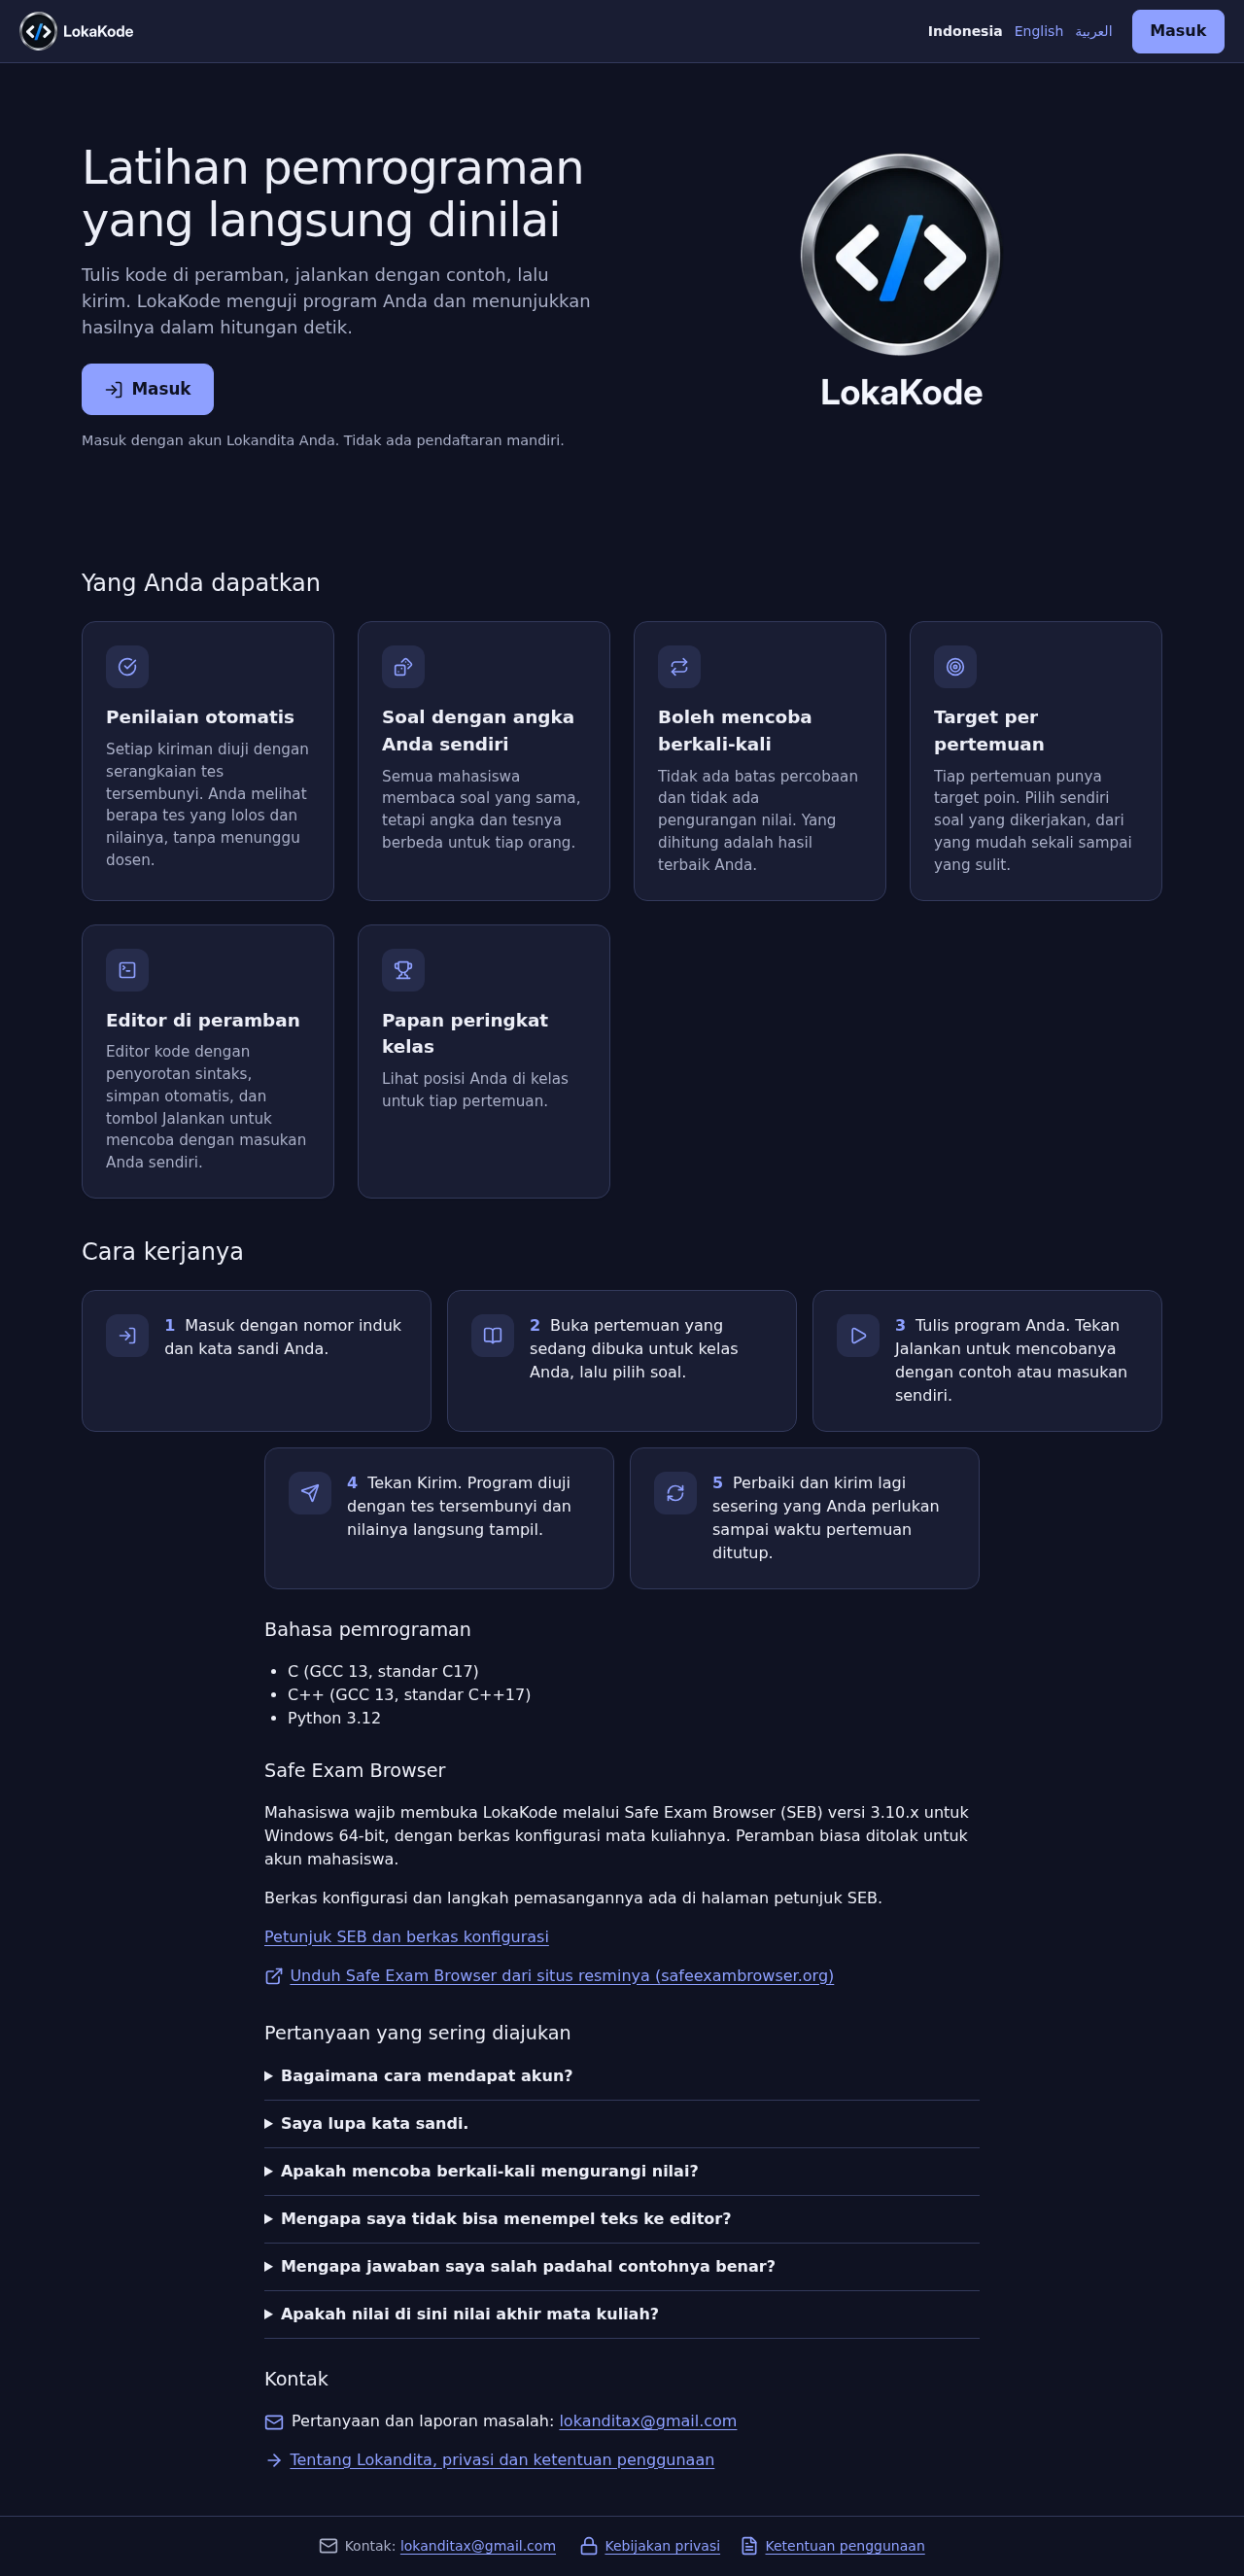 LokaKode
Indonesia English العربية Masuk
Latihan pemrograman
yang langsung dinilai
Tulis kode di peramban, jalankan dengan contoh, lalu
kirim. LokaKode menguji program Anda dan menunjukkan
hasilnya dalam hitungan detik.
Masuk
Masuk dengan akun Lokandita Anda. Tidak ada pendaftaran mandiri.
</>
LokaKode
Yang Anda dapatkan
Penilaian otomatis
Setiap kiriman diuji dengan
serangkaian tes
tersembunyi. Anda melihat
berapa tes yang lolos dan
nilainya, tanpa menunggu
dosen.
Soal dengan angka
Anda sendiri
Semua mahasiswa
membaca soal yang sama,
tetapi angka dan tesnya
berbeda untuk tiap orang.
Boleh mencoba
berkali-kali
Tidak ada batas percobaan
dan tidak ada
pengurangan nilai. Yang
dihitung adalah hasil
terbaik Anda.
Target per
pertemuan
Tiap pertemuan punya
target poin. Pilih sendiri
soal yang dikerjakan, dari
yang mudah sekali sampai
yang sulit.
Editor di peramban
Editor kode dengan
penyorotan sintaks,
simpan otomatis, dan
tombol Jalankan untuk
mencoba dengan masukan
Anda sendiri.
Papan peringkat
kelas
Lihat posisi Anda di kelas
untuk tiap pertemuan.
Cara kerjanya
1 Masuk dengan nomor induk
dan kata sandi Anda.
2 Buka pertemuan yang
sedang dibuka untuk kelas
Anda, lalu pilih soal.
3 Tulis program Anda. Tekan
Jalankan untuk mencobanya
dengan contoh atau masukan
sendiri.
4 Tekan Kirim. Program diuji
dengan tes tersembunyi dan
nilainya langsung tampil.
5 Perbaiki dan kirim lagi
sesering yang Anda perlukan
sampai waktu pertemuan
ditutup.
Bahasa pemrograman
• C (GCC 13, standar C17)
• C++ (GCC 13, standar C++17)
• Python 3.12
Safe Exam Browser
Mahasiswa wajib membuka LokaKode melalui Safe Exam Browser (SEB) versi 3.10.x untuk
Windows 64-bit, dengan berkas konfigurasi mata kuliahnya. Peramban biasa ditolak untuk
akun mahasiswa.
Berkas konfigurasi dan langkah pemasangannya ada di halaman petunjuk SEB.
Petunjuk SEB dan berkas konfigurasi
Unduh Safe Exam Browser dari situs resminya (safeexambrowser.org)
Pertanyaan yang sering diajukan
Bagaimana cara mendapat akun?
Saya lupa kata sandi.
Apakah mencoba berkali-kali mengurangi nilai?
Mengapa saya tidak bisa menempel teks ke editor?
Mengapa jawaban saya salah padahal contohnya benar?
Apakah nilai di sini nilai akhir mata kuliah?
Kontak
Pertanyaan dan laporan masalah: lokanditax@gmail.com
Tentang Lokandita, privasi dan ketentuan penggunaan
Kontak: lokanditax@gmail.com Kebijakan privasi Ketentuan penggunaan